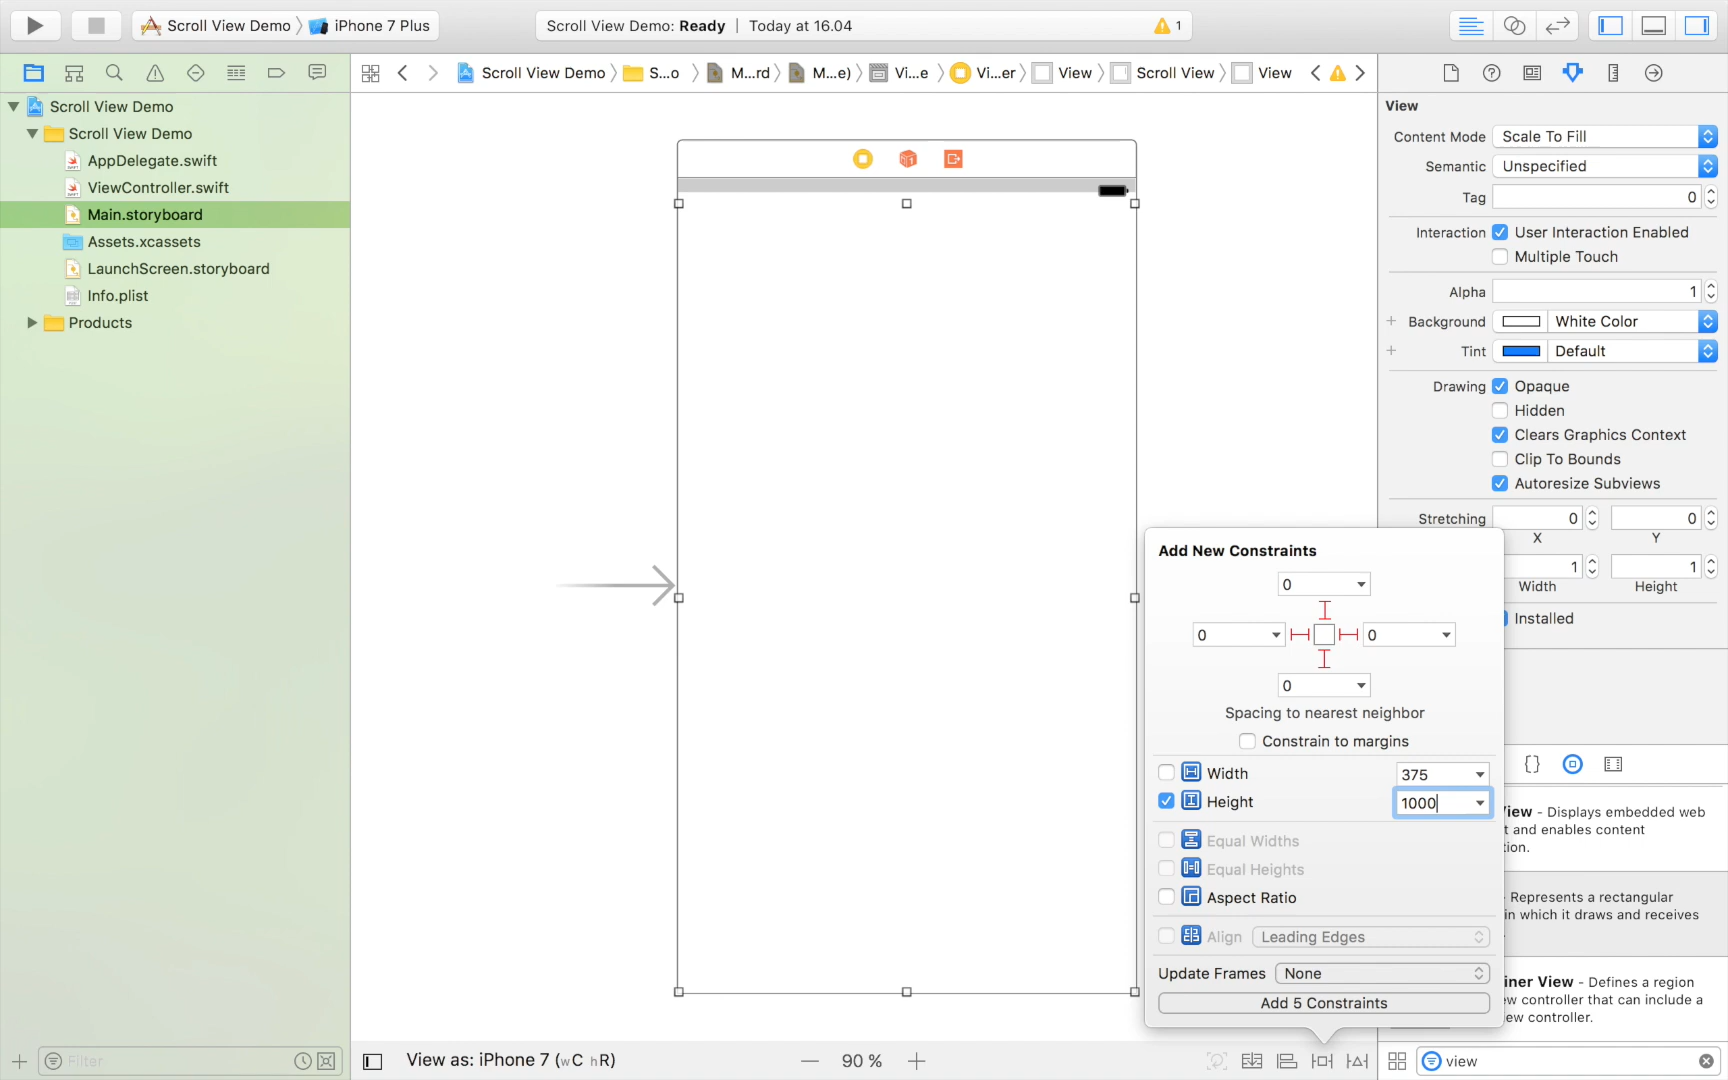 Scroll View Demo
iPhone 7 Plus
Scroll View Demo: Ready | Today at 16.04
1
Scroll View Demo
S...o
M...rd
M...e)
Vi...e
Vi...er
View
Scroll View
View
Scroll View Demo
Scroll View Demo
AppDelegate.swift
ViewController.swift
Main.storyboard
Assets.xcassets
LaunchScreen.storyboard
Info.plist
Products
Filter
View as: iPhone 7 (wC hR)
90 %
Add New Constraints
0
0 0
0
Spacing to nearest neighbor
Constrain to margins
Width 375
Height 1000
Equal Widths
Equal Heights
Aspect Ratio
Align Leading Edges
Update Frames None
Add 5 Constraints
View
Content Mode Scale To Fill
Semantic Unspecified
Tag 0
Interaction User Interaction Enabled
Multiple Touch
Alpha 1
Background White Color
Tint Default
Drawing Opaque
Hidden
Clears Graphics Context
Clip To Bounds
Autoresize Subviews
Stretching 0 0
X Y
1 1
Width Height
Installed
{}
iew - Displays embedded web
t and enables content
ion.
- Represents a rectangular
in which it draws and receives
iner View - Defines a region
ew controller that can include a
ew controller.
view